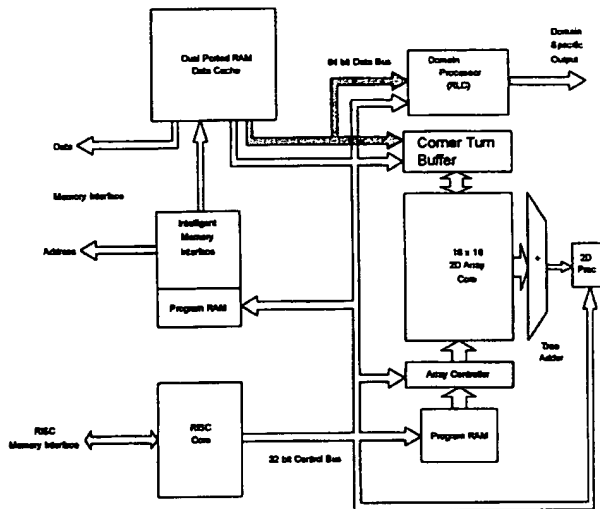 Dual Ported RAM
Data Cache
64 bit Data Bus
Domain
Processor
(RLC)
Domain
Specific
Output
Data
Corner Turn
Buffer
Memory Interface
Address
Intelligent
Memory
Interface
Program RAM
16 x 16
2D Array
Core
+
2D
Proc
Tree
Adder
Array Controller
RISC
Memory Interface
RISC
Core
32 bit Control Bus
Program RAM